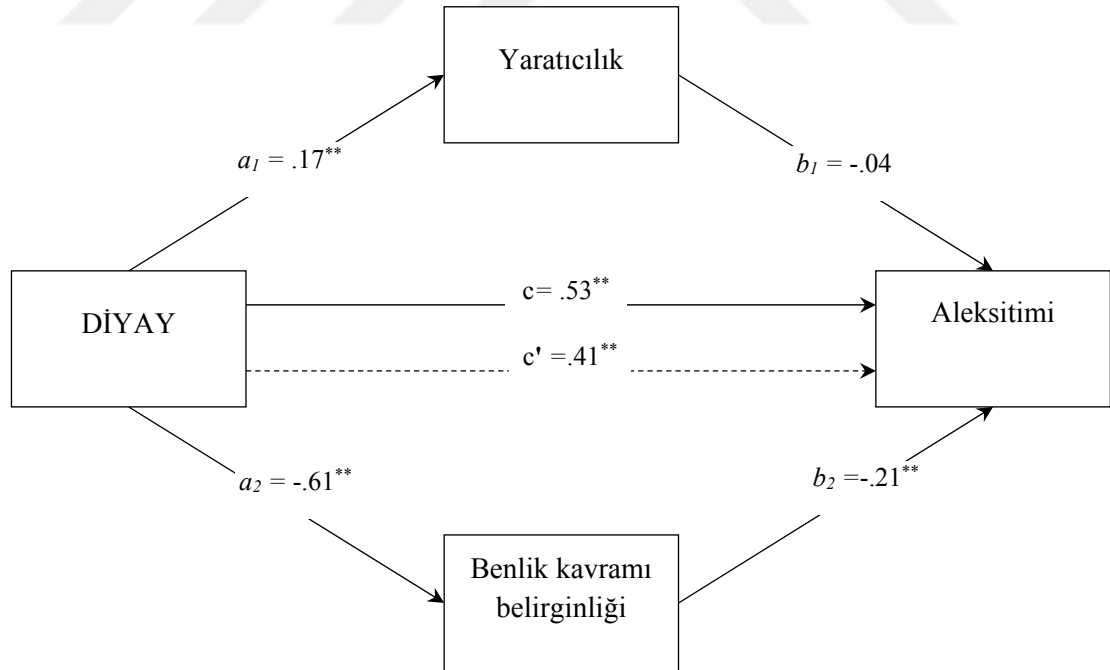 Yaratıcılık
a1 = .17**
b1 = -.04
c= .53**
DİYAY
Aleksitimi
c' =.41**
a2 = -.61**
b2 =-.21**
Benlik kavramı
belirginliği